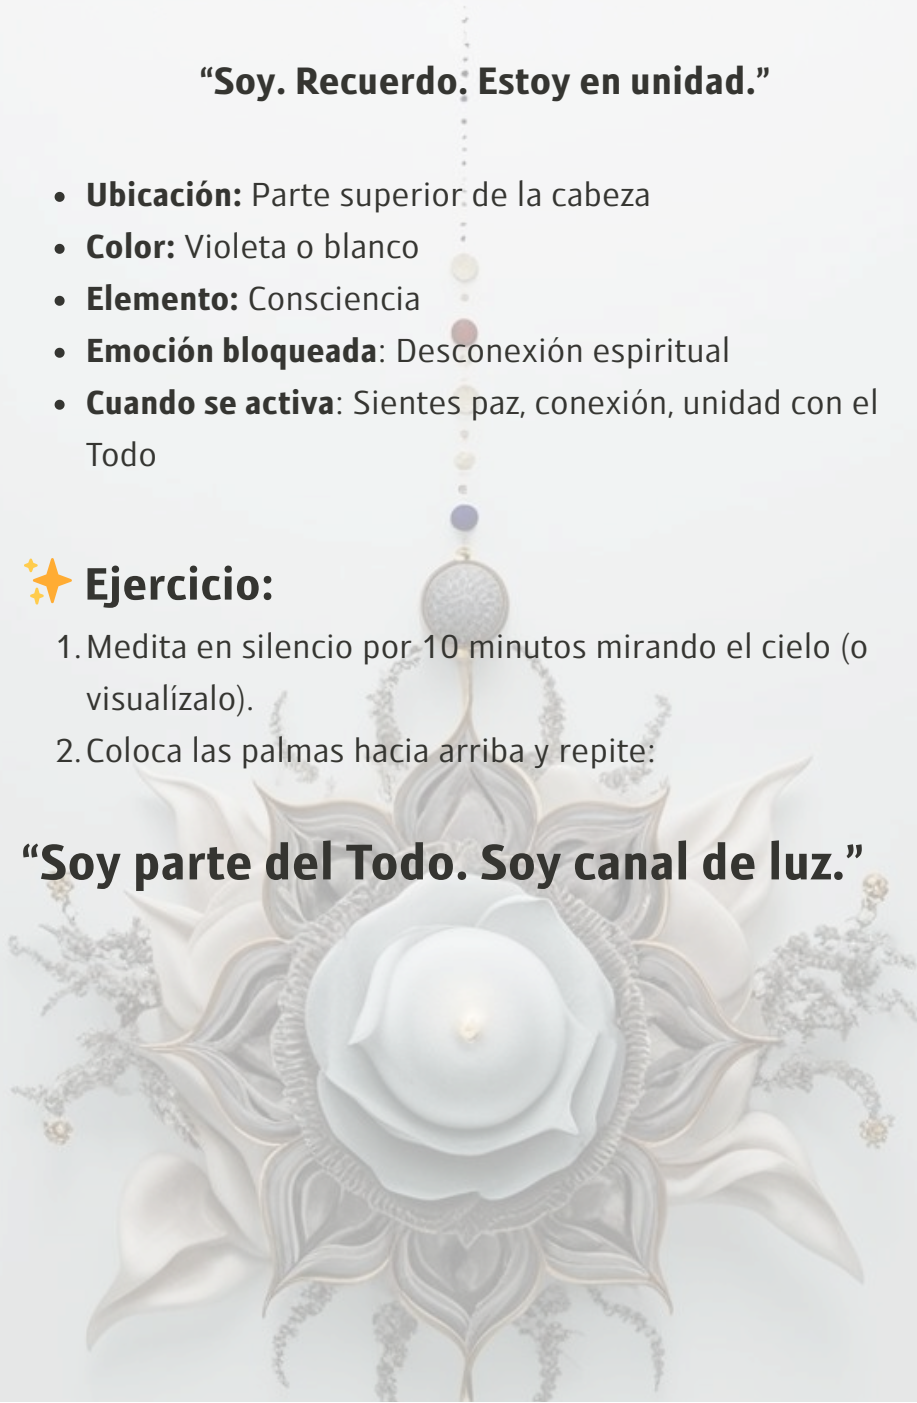 “Soy. Recuerdo. Estoy en unidad.”
• Ubicación: Parte superior de la cabeza
• Color: Violeta o blanco
• Elemento: Consciencia
• Emoción bloqueada: Desconexión espiritual
• Cuando se activa: Sientes paz, conexión, unidad con el
Todo
✨ Ejercicio:
1. Medita en silencio por 10 minutos mirando el cielo (o
visualízalo).
2. Coloca las palmas hacia arriba y repite:
“Soy parte del Todo. Soy canal de luz.”